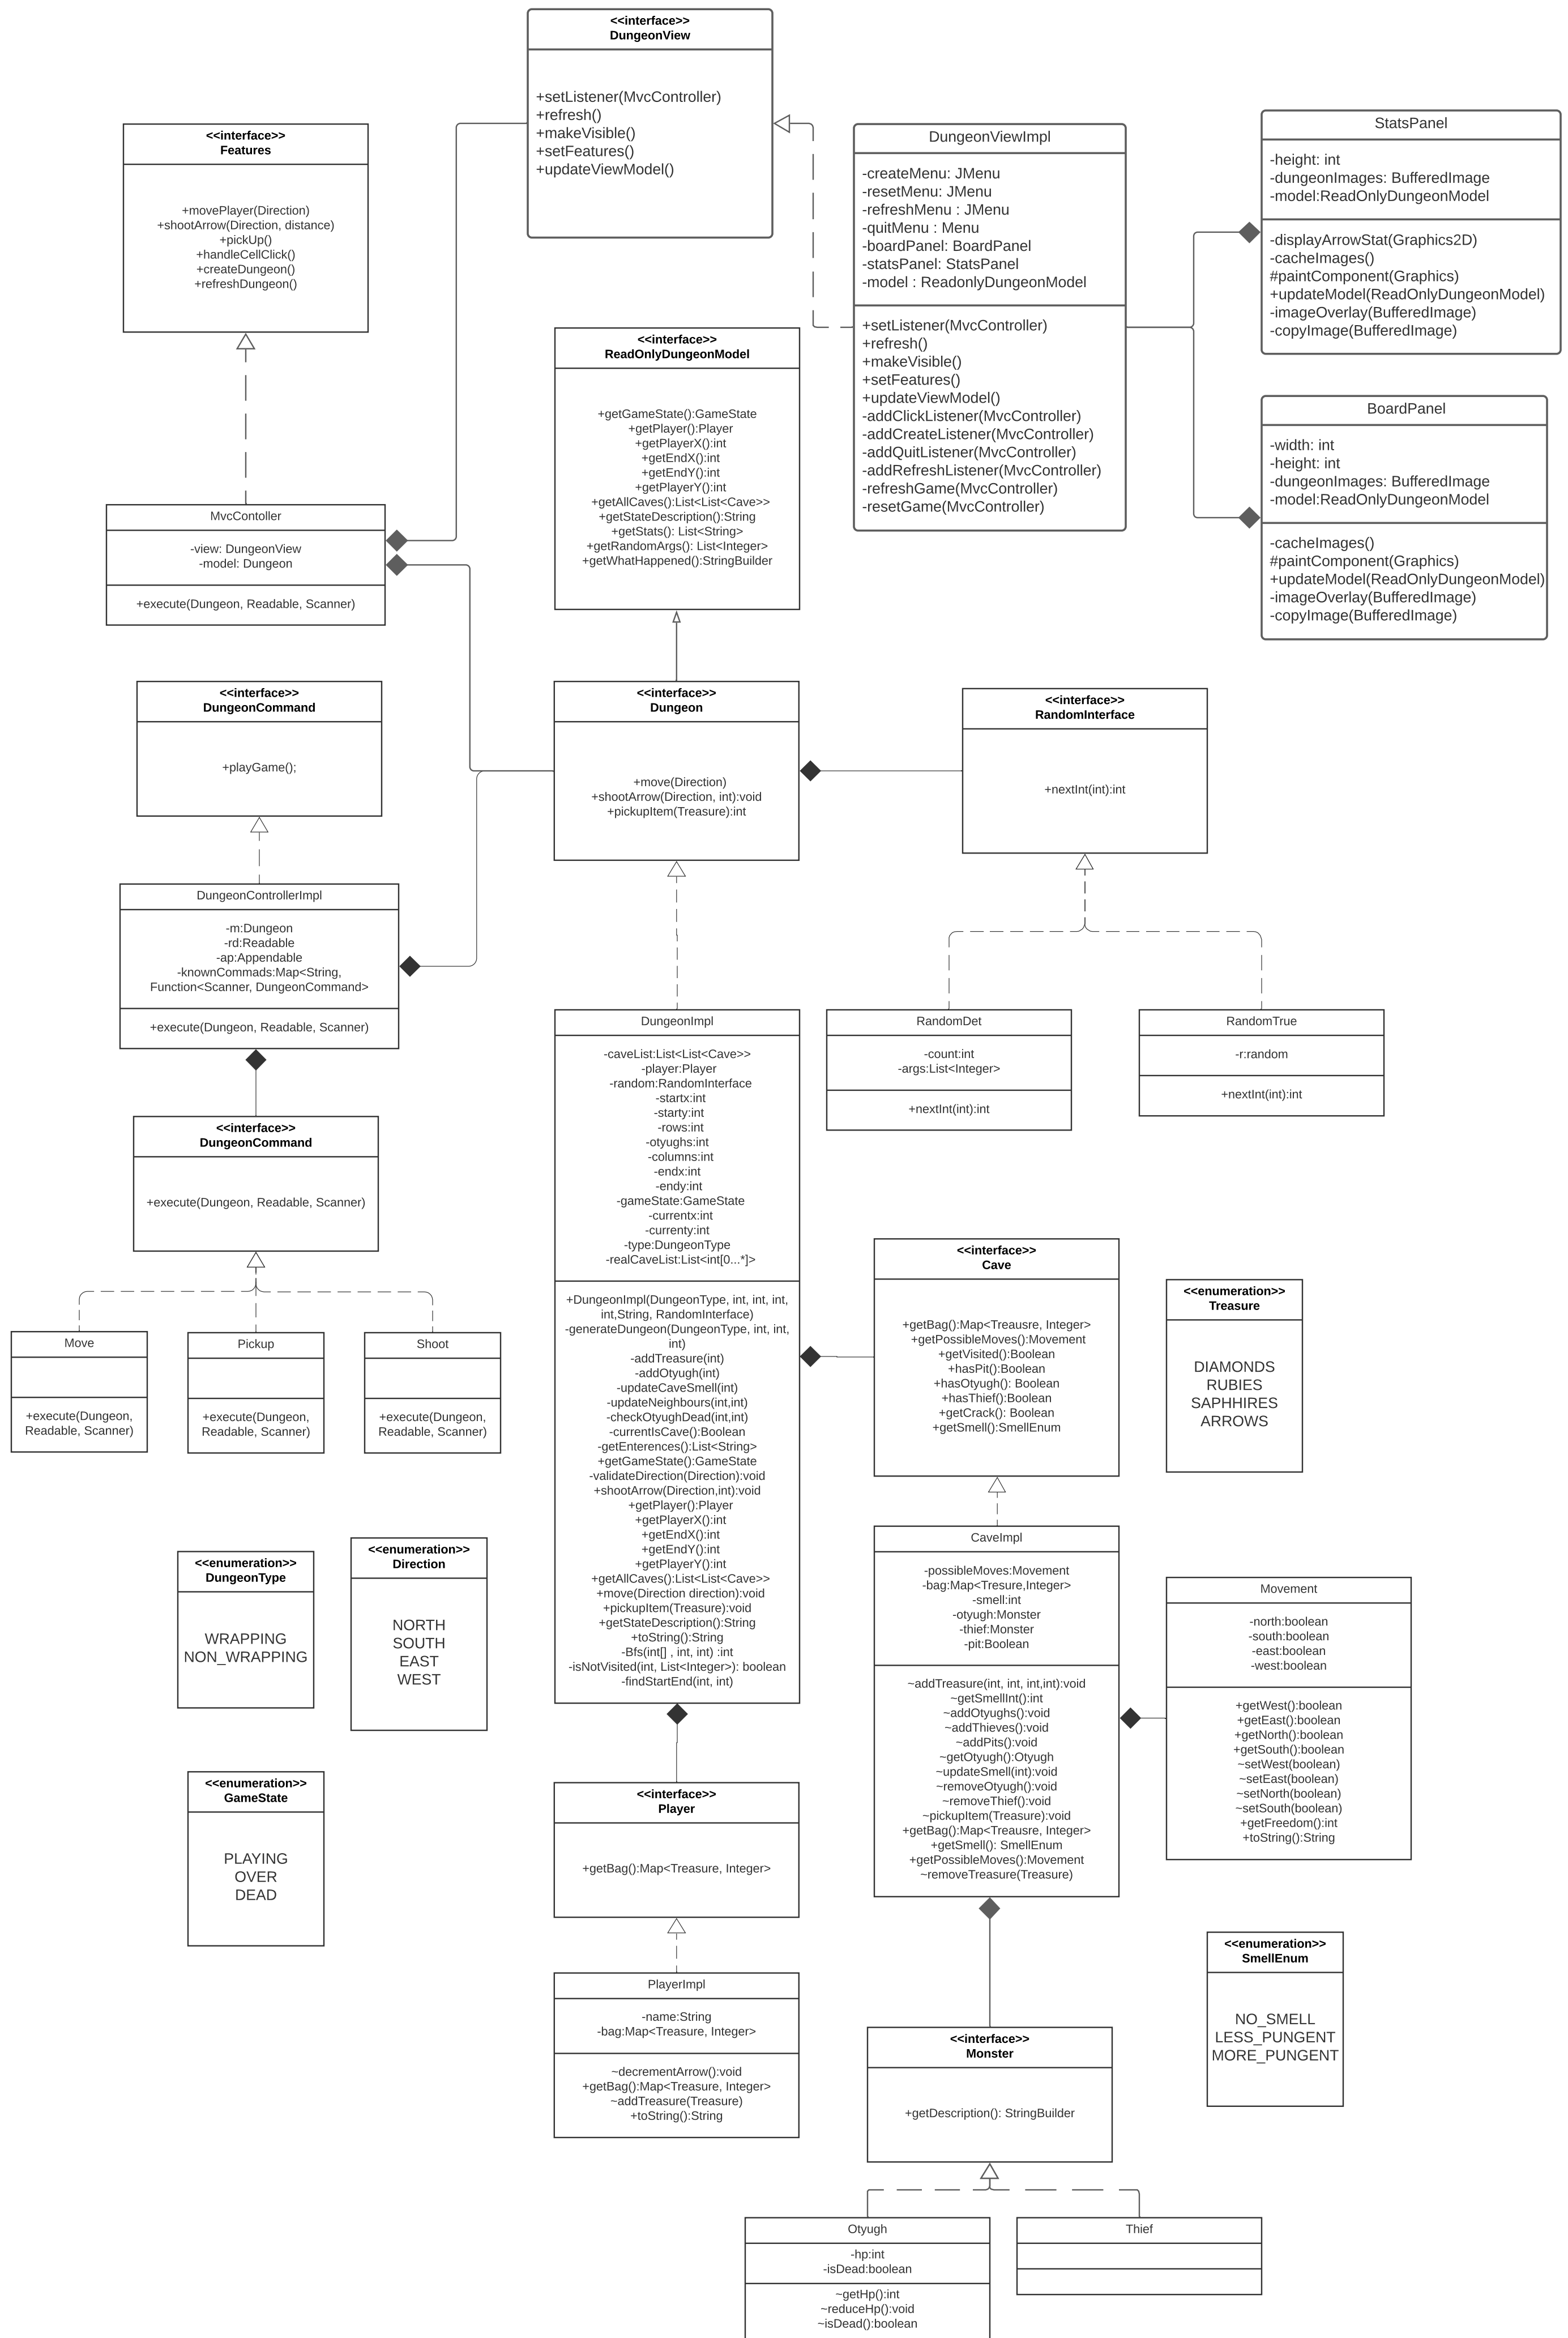 <<interface>>
DungeonView
+setListener(MvcController)
+refresh()
+makeVisible()
+setFeatures()
+updateViewModel()
<<interface>>
Features
+movePlayer(Direction)
+shootArrow(Direction, distance)
+pickUp()
+handleCellClick()
+createDungeon()
+refreshDungeon()
DungeonViewImpl
-createMenu: JMenu
-resetMenu: JMenu
-refreshMenu : JMenu
-quitMenu : Menu
-boardPanel: BoardPanel
-statsPanel: StatsPanel
-model : ReadonlyDungeonModel
+setListener(MvcController)
+refresh()
+makeVisible()
+setFeatures()
+updateViewModel()
-addClickListener(MvcController)
-addCreateListener(MvcController)
-addQuitListener(MvcController)
-addRefreshListener(MvcController)
-refreshGame(MvcController)
-resetGame(MvcController)
StatsPanel
-height: int
-dungeonImages: BufferedImage
-model:ReadOnlyDungeonModel
-displayArrowStat(Graphics2D)
-cacheImages()
#paintComponent(Graphics)
+updateModel(ReadOnlyDungeonModel)
-imageOverlay(BufferedImage)
-copyImage(BufferedImage)
BoardPanel
-width: int
-height: int
-dungeonImages: BufferedImage
-model:ReadOnlyDungeonModel
-cacheImages()
#paintComponent(Graphics)
+updateModel(ReadOnlyDungeonModel)
-imageOverlay(BufferedImage)
-copyImage(BufferedImage)
<<interface>>
ReadOnlyDungeonModel
+getGameState():GameState
+getPlayer():Player
+getPlayerX():int
+getEndX():int
+getEndY():int
+getPlayerY():int
+getAllCaves():List<List<Cave>>
+getStateDescription():String
+getStats(): List<String>
+getRandomArgs(): List<Integer>
+getWhatHappened():StringBuilder
MvcContoller
-view: DungeonView
-model: Dungeon
+execute(Dungeon, Readable, Scanner)
<<interface>>
DungeonCommand
+playGame();
<<interface>>
Dungeon
+move(Direction)
+shootArrow(Direction, int):void
+pickupItem(Treasure):int
<<interface>>
RandomInterface
+nextInt(int):int
DungeonControllerImpl
-m:Dungeon
-rd:Readable
-ap:Appendable
-knownCommads:Map<String,
Function<Scanner, DungeonCommand>
+execute(Dungeon, Readable, Scanner)
DungeonImpl
-caveList:List<List<Cave>>
-player:Player
-random:RandomInterface
-startx:int
-starty:int
-rows:int
-otyughs:int
-columns:int
-endx:int
-endy:int
-gameState:GameState
-currentx:int
-currenty:int
-type:DungeonType
-realCaveList:List<int[0...*]>
+DungeonImpl(DungeonType, int, int, int,
int,String, RandomInterface)
-generateDungeon(DungeonType, int, int,
int)
-addTreasure(int)
-addOtyugh(int)
-updateCaveSmell(int)
-updateNeighbours(int,int)
-checkOtyughDead(int,int)
-currentIsCave():Boolean
-getEnterences():List<String>
+getGameState():GameState
-validateDirection(Direction):void
+shootArrow(Direction,int):void
+getPlayer():Player
+getPlayerX():int
+getEndX():int
+getEndY():int
+getPlayerY():int
+getAllCaves():List<List<Cave>>
+move(Direction direction):void
+pickupItem(Treasure):void
+getStateDescription():String
+toString():String
-Bfs(int[] , int, int) :int
-isNotVisited(int, List<Integer>): boolean
-findStartEnd(int, int)
RandomDet
-count:int
-args:List<Integer>
+nextInt(int):int
RandomTrue
-r:random
+nextInt(int):int
<<interface>>
DungeonCommand
+execute(Dungeon, Readable, Scanner)
Move
+execute(Dungeon,
Readable, Scanner)
Pickup
+execute(Dungeon,
Readable, Scanner)
Shoot
+execute(Dungeon,
Readable, Scanner)
<<interface>>
Cave
+getBag():Map<Treausre, Integer>
+getPossibleMoves():Movement
+getVisited():Boolean
+hasPit():Boolean
+hasOtyugh(): Boolean
+hasThief():Boolean
+getCrack(): Boolean
+getSmell():SmellEnum
<<enumeration>>
Treasure
DIAMONDS
RUBIES
SAPHHIRES
ARROWS
<<enumeration>>
DungeonType
WRAPPING
NON_WRAPPING
<<enumeration>>
Direction
NORTH
SOUTH
EAST
WEST
CaveImpl
-possibleMoves:Movement
-bag:Map<Tresure,Integer>
-smell:int
-otyugh:Monster
-thief:Monster
-pit:Boolean
~addTreasure(int, int, int,int):void
~getSmellInt():int
~addOtyughs():void
~addThieves():void
~addPits():void
~getOtyugh():Otyugh
~updateSmell(int):void
~removeOtyugh():void
~removeThief():void
~pickupItem(Treasure):void
+getBag():Map<Treausre, Integer>
+getSmell(): SmellEnum
+getPossibleMoves():Movement
~removeTreasure(Treasure)
Movement
-north:boolean
-south:boolean
-east:boolean
-west:boolean
+getWest():boolean
+getEast():boolean
+getNorth():boolean
+getSouth():boolean
~setWest(boolean)
~setEast(boolean)
~setNorth(boolean)
~setSouth(boolean)
+getFreedom():int
+toString():String
<<enumeration>>
GameState
PLAYING
OVER
DEAD
<<interface>>
Player
+getBag():Map<Treasure, Integer>
PlayerImpl
-name:String
-bag:Map<Treasure, Integer>
~decrementArrow():void
+getBag():Map<Treasure, Integer>
~addTreasure(Treasure)
+toString():String
<<enumeration>>
SmellEnum
NO_SMELL
LESS_PUNGENT
MORE_PUNGENT
<<interface>>
Monster
+getDescription(): StringBuilder
Otyugh
-hp:int
-isDead:boolean
~getHp():int
~reduceHp():void
~isDead():boolean
Thief